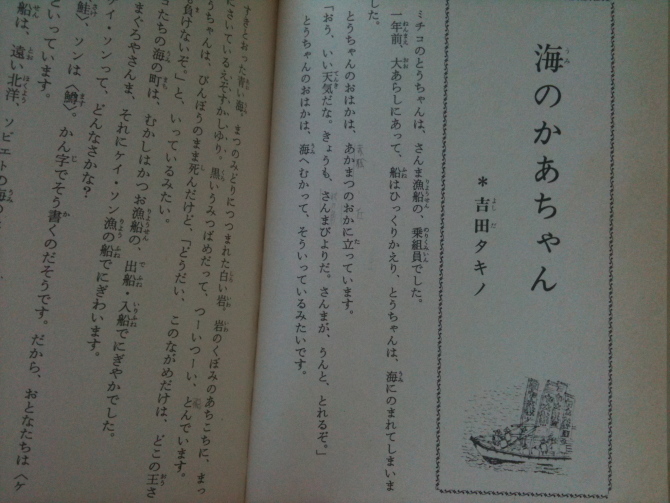 海のかあちゃん
＊吉田タキノ
ミチコのとうちゃんは、さんま漁船の、乗組員でした。
一年前、大あらしにあって、船はひっくりかえり、とうちゃんは、海にのまれてしまいま
した。
とうちゃんのおはかは、あかまつのおかに立っています。
「おう、いい天気だな。きょうも、さんまびよりだ。さんまが、うんと、とれるぞ。」
とうちゃんのおはかは、海へむかって、そういっているみたいです。
すきとおった青い海、まつのみどりにつつまれた白い岩、岩のくぼみのあちこちに、まっ
にさいているえぞすかしゆり。黒いうみつばめだって、つーいつーい、とんでいます。
うちゃんは、びんぼうのまま死んだけど、「どうだい、このながめだけは、どこの王さ
負けないぞ。」と、いっているみたい。
コたちの海の町は、むかしはかつお漁船の、出船・入船でにぎやかでした。
まぐろやさんま、それにケイ・ソン漁の船でにぎわいます。
ケイ・ソンって、どんなさかな？
〈鮭〉、ソンは〈鱒〉。かん字でそう書くのだそうです。だから、おとなたちは〈ケ
といっています。
船は、遠い北洋、ソビエトの海の